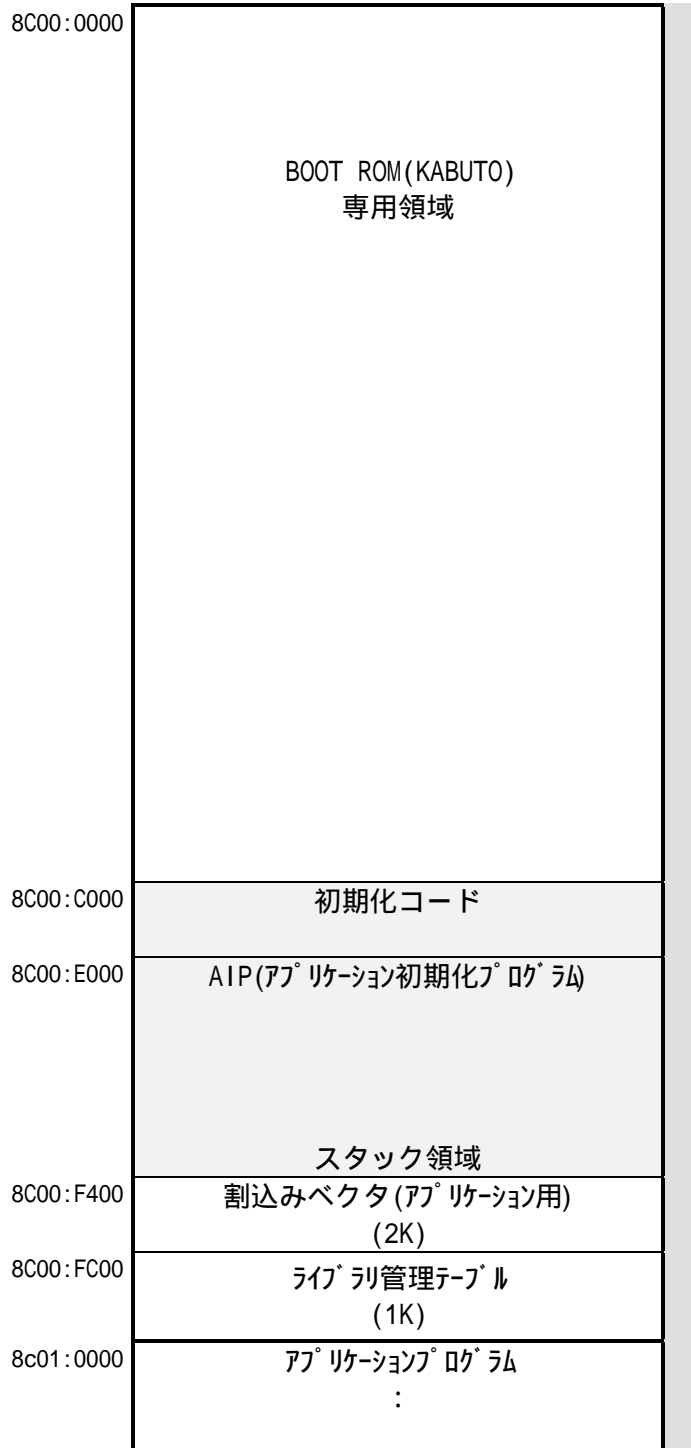 8C00:0000
BOOT ROM(KABUTO)
専用領域
8C00:C000
初期化コード
8C00:E000
AIP(ｱﾌﾟﾘｹｰｼｮﾝ初期化ﾌﾟﾛｸﾞﾗﾑ)
スタック領域
8C00:F400
割込みベクタ(ｱﾌﾟﾘｹｰｼｮﾝ用)
(2K)
8C00:FC00
ﾗｲﾌﾞﾗﾘ管理ﾃｰﾌﾞﾙ
(1K)
8c01:0000
ｱﾌﾟﾘｹｰｼｮﾝﾌﾟﾛｸﾞﾗﾑ
: